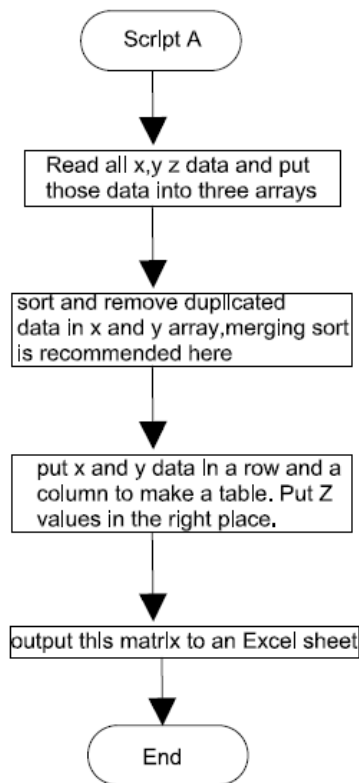 Script A
Read all x,y z data and put
those data into three arrays
sort and remove duplicated
data in x and y array,merging sort
is recommended here
put x and y data in a row and a
column to make a table. Put Z
values in the right place.
output this matrix to an Excel sheet
End